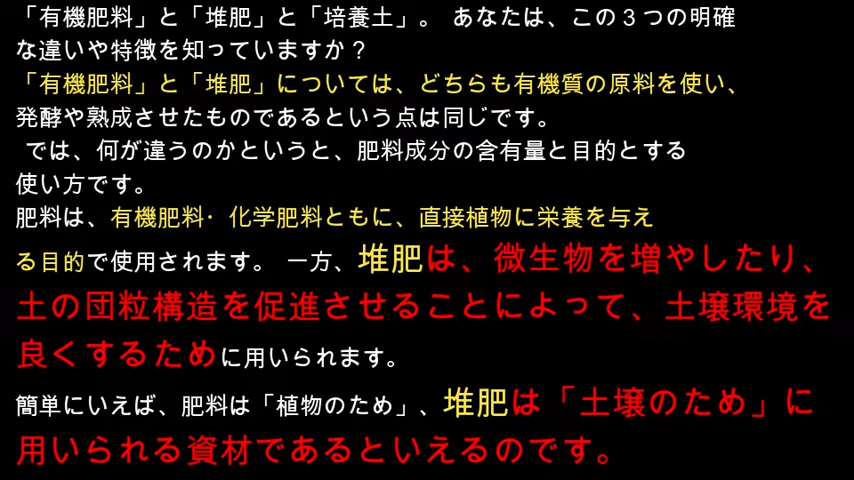 「有機肥料」と「堆肥」と「培養土」。 あなたは、この３つの明確
な違いや特徴を知っていますか？
「有機肥料」と「堆肥」については、どちらも有機質の原料を使い、
発酵や熟成させたものであるという点は同じです。
では、何が違うのかというと、肥料成分の含有量と目的とする
使い方です。
肥料は、有機肥料・化学肥料ともに、直接植物に栄養を与え
る目的で使用されます。 一方、堆肥は、微生物を増やしたり、
土の団粒構造を促進させることによって、土壌環境を
良くするために用いられます。
簡単にいえば、肥料は「植物のため」、堆肥は「土壌のため」に
用いられる資材であるといえるのです。